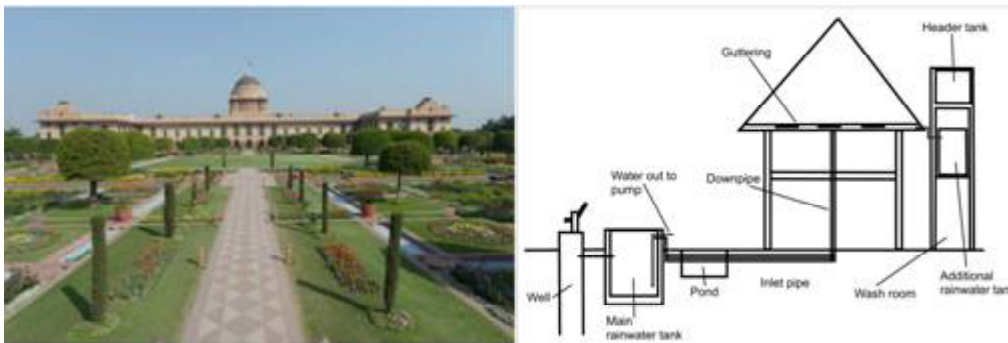 Header tank
Guttering
Water out to
pump
Downpipe
Well
Pond
Inlet pipe
Wash room
Additional
rainwater tan
Main
rainwater tank